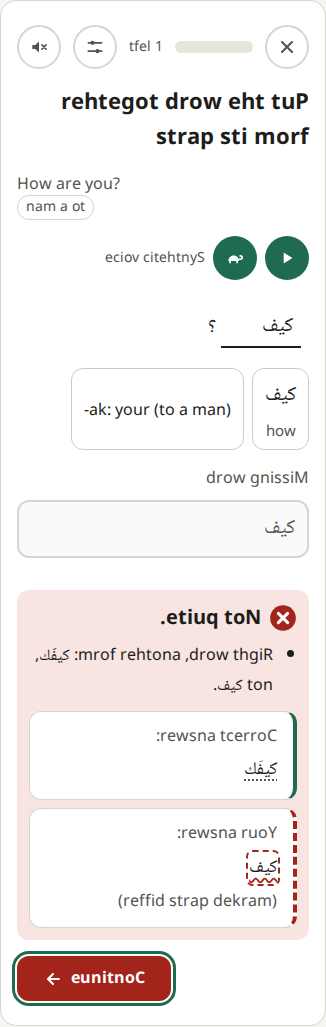 tfel 1
rehtegot drow eht tuP
strap sti morf
How are you?
nam a ot
eciov citehtnyS
كيف ؟
كيف
how
-ak: your (to a man)
drow gnissiM
كيف
.etiuq toN
,كيفَك :mrof rehtona ,drow thgiR
.كيف ton
:rewsna tcerroC
كيفَك
:rewsna ruoY
كيف
(reffid strap dekram)
eunitnoC